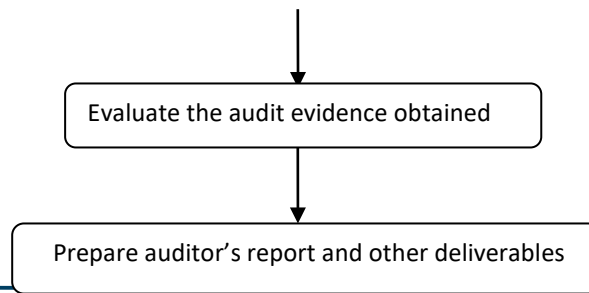 Evaluate the audit evidence obtained
Prepare auditor’s report and other deliverables